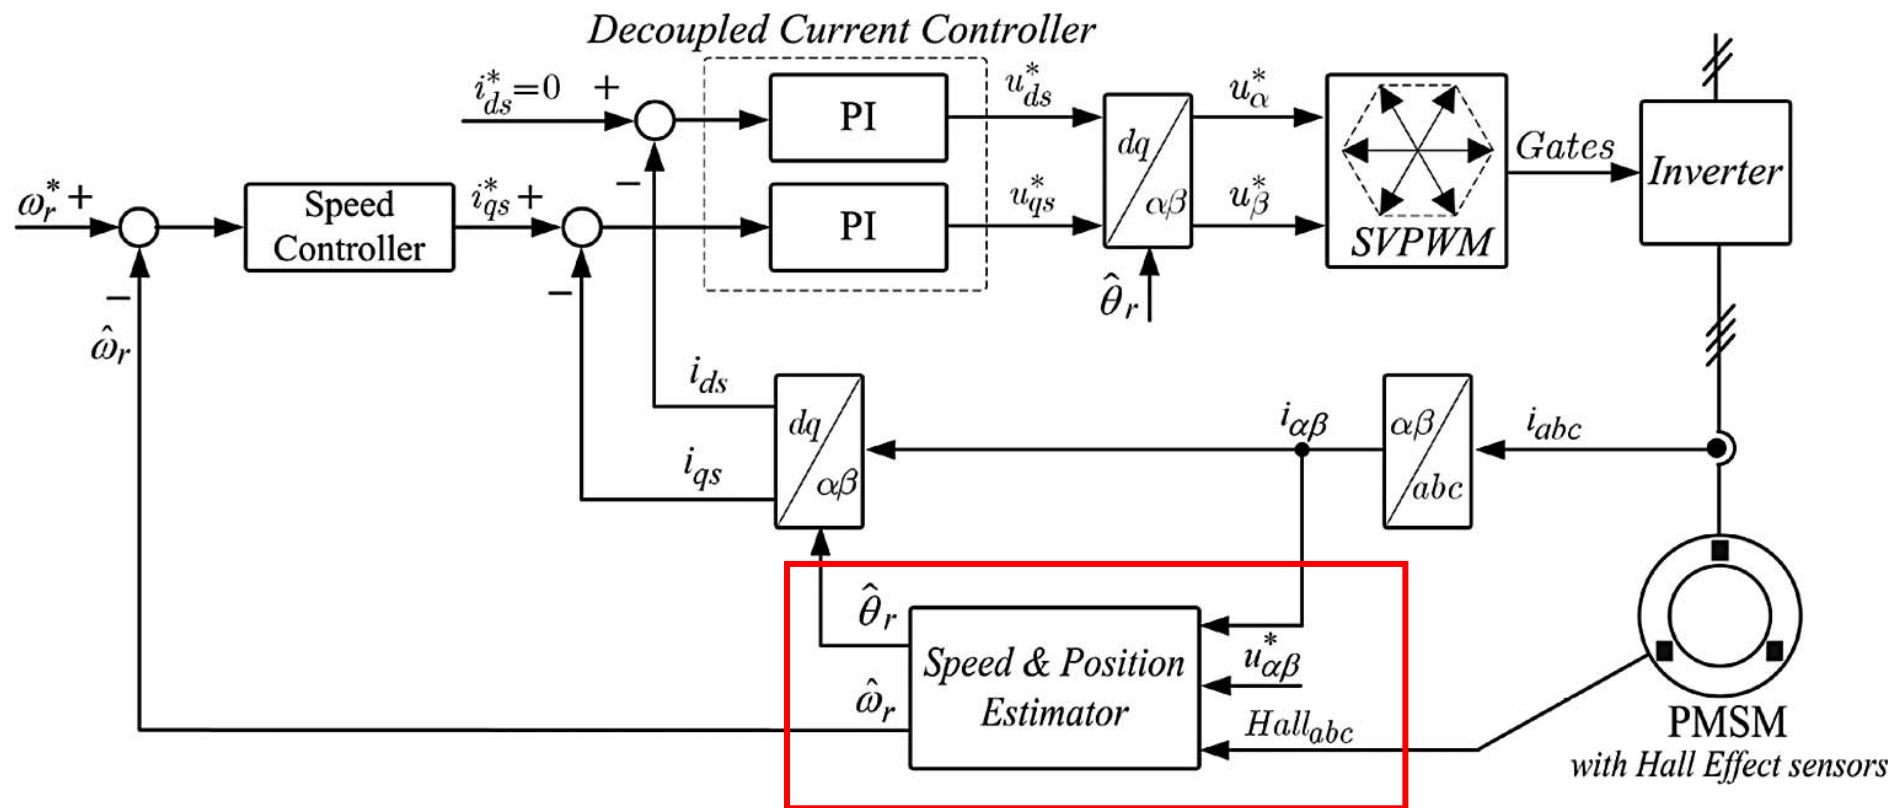 Decoupled Current Controller
i*ds=0 +
PI
u*ds
dq
αβ
u*α
Gates
Inverter
ω*r +
Speed
Controller
i*qs +
−
PI
u*qs
u*β
SVPWM
−
−
θ̂r
ω̂r
ids
dq
αβ
iqs
iαβ
αβ
abc
iabc
θ̂r
Speed & Position
Estimator
u*αβ
ω̂r
Hallabc
PMSM
with Hall Effect sensors